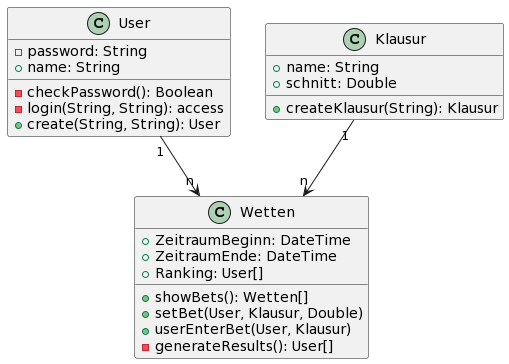 C User
password: String
name: String
checkPassword(): Boolean
login(String, String): access
create(String, String): User
C Klausur
name: String
schnitt: Double
createKlausur(String): Klausur
1
n
1
n
C Wetten
ZeitraumBeginn: DateTime
ZeitraumEnde: DateTime
Ranking: User[]
showBets(): Wetten[]
setBet(User, Klausur, Double)
userEnterBet(User, Klausur)
generateResults(): User[]